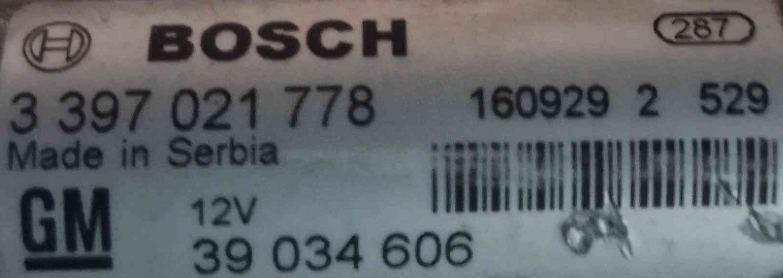 BOSCH 287
3 397 021 778 160929 2 529
Made in Serbia
GM 12V
39 034 606